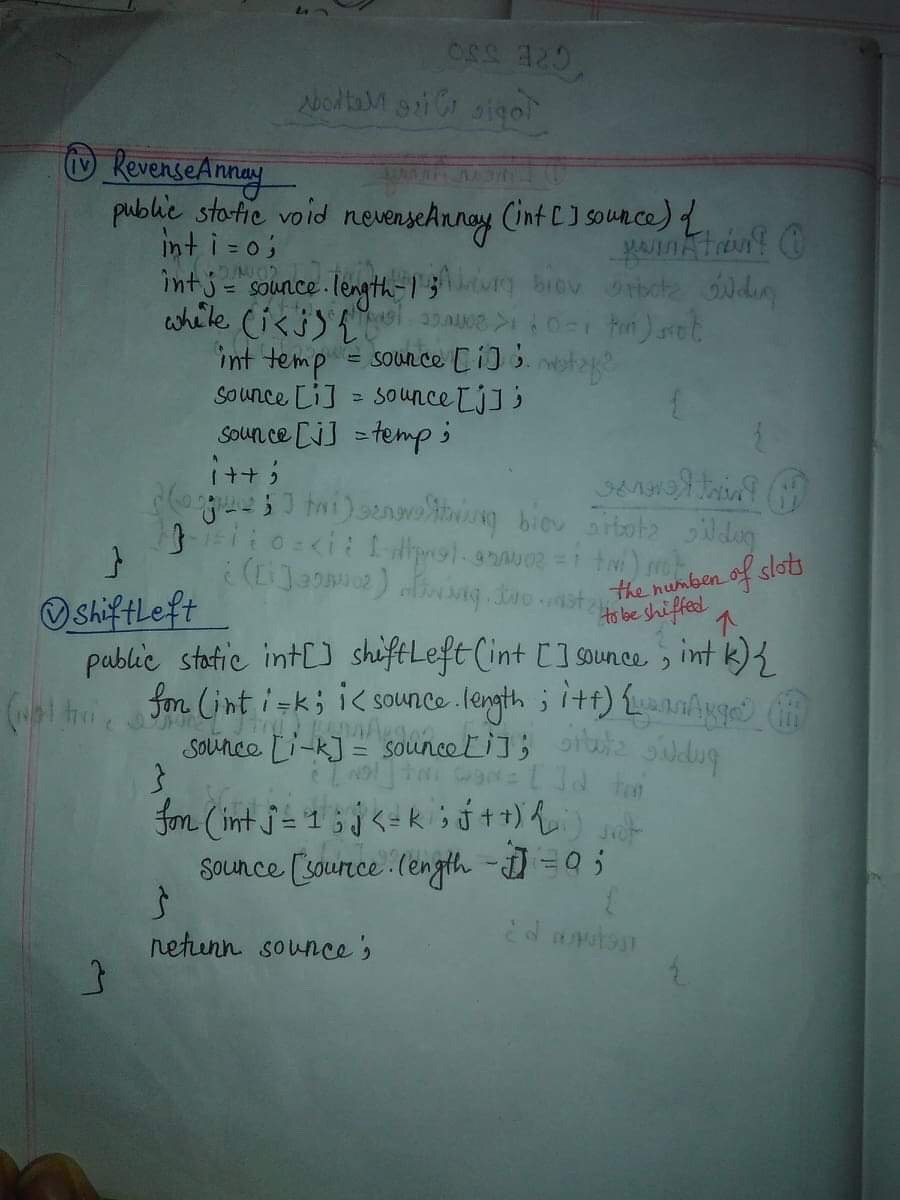 (iv) ReverseArray
public static void reverseArray (int [ ] source) {
int i = 0 ;
int j = source.length-1 ;
while (i < j) {
int temp = source [i] ;
source [i] = source [j] ;
source [j] = temp ;
i++ ;
j-- ;
}
}
the number of slots
to be shifted
(v) ShiftLeft
public static int[ ] shiftLeft (int [ ] source , int k) {
for (int i=k ; i < source.length ; i++) {
source [i-k] = source [i] ;
}
for (int j = 1 ; j <= k ; j++) {
source [source.length - j] = 0 ;
}
return source ;
}